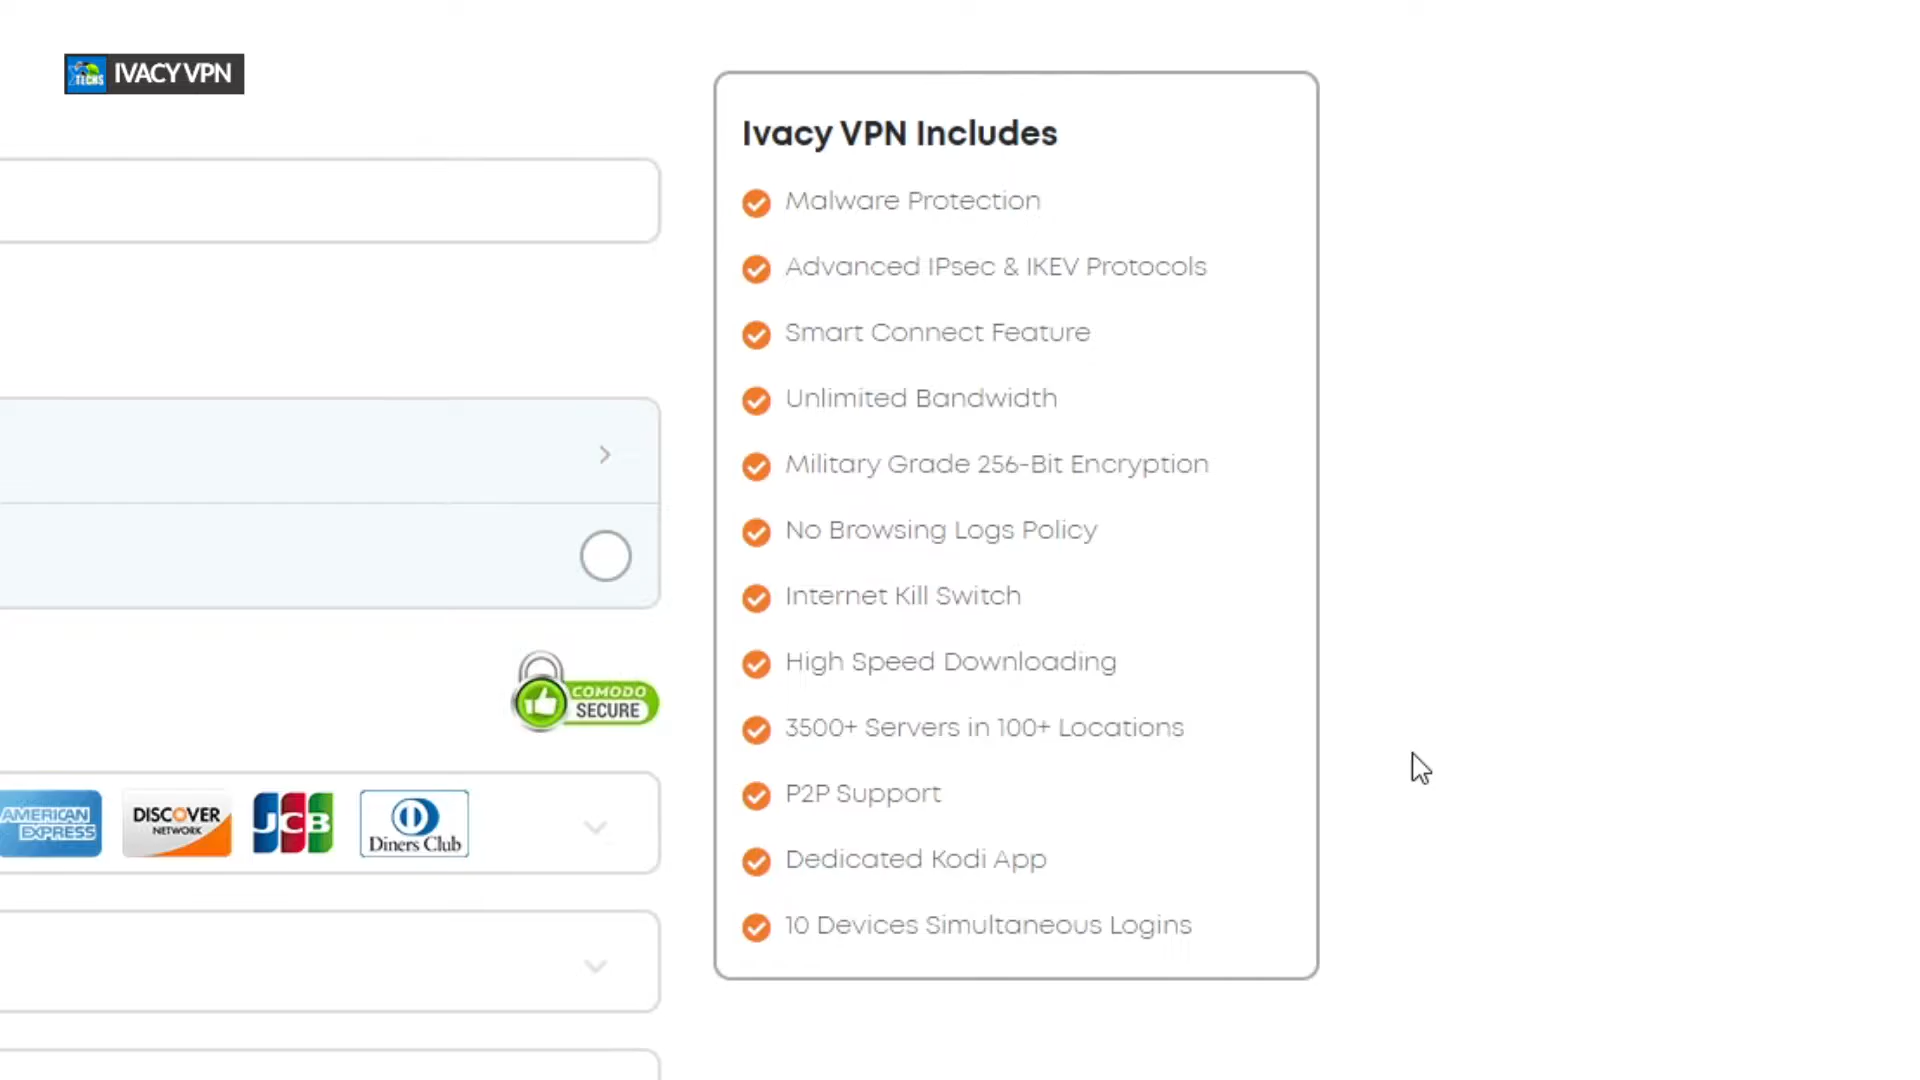 TECHS
IVACY VPN
Ivacy VPN Includes
Malware Protection
Advanced IPsec & IKEV Protocols
Smart Connect Feature
Unlimited Bandwidth
Military Grade 256-Bit Encryption
No Browsing Logs Policy
Internet Kill Switch
High Speed Downloading
3500+ Servers in 100+ Locations
P2P Support
Dedicated Kodi App
10 Devices Simultaneous Logins
COMODO
SECURE
AMERICAN
EXPRESS
DISCOVER
NETWORK
JCB
Diners Club